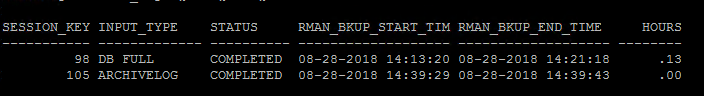 SESSION_KEY INPUT_TYPE STATUS RMAN_BKUP_START_TIM RMAN_BKUP_END_TIME HOURS
----------- ------------- ---------- ------------------- ------------------- --------
98 DB FULL COMPLETED 08-28-2018 14:13:20 08-28-2018 14:21:18 .13
105 ARCHIVELOG COMPLETED 08-28-2018 14:39:29 08-28-2018 14:39:43 .00